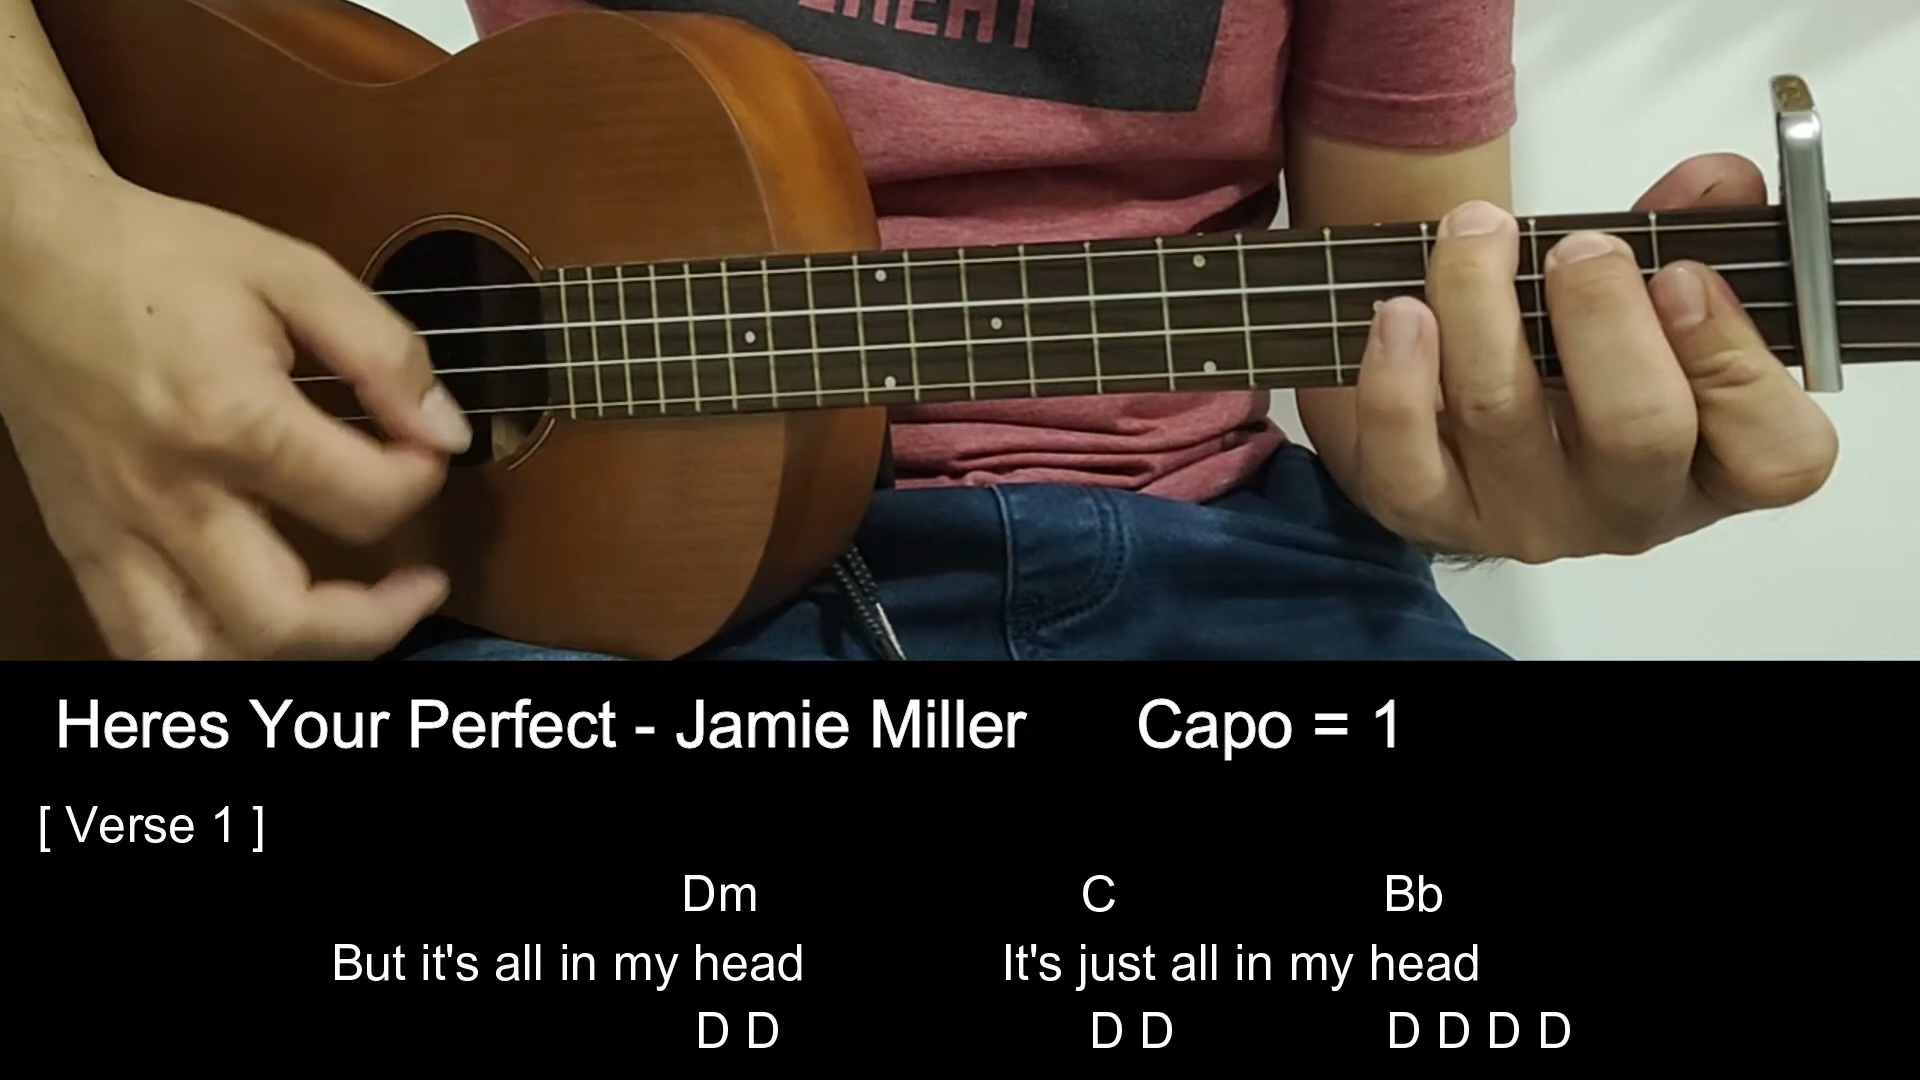 Heres Your Perfect - Jamie Miller Capo = 1
[ Verse 1 ]
Dm C Bb
But it's all in my head It's just all in my head
D D D D D D D D